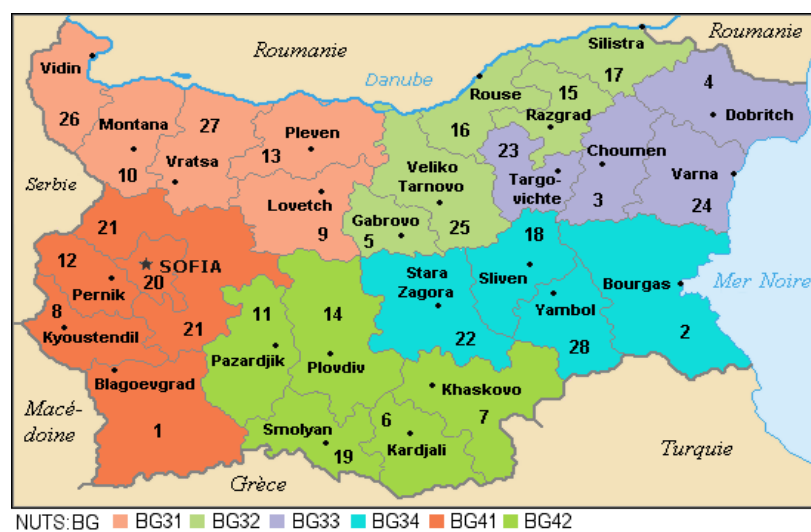 Roumanie
Silistra
Roumanie
Vidin
Danube
17
4
Rouse
15
26
27
Dobritch
Montana
Pleven
16
Razgrad
13
23
Choumen
10
Vratsa
Veliko
Tarnovo
Targo-
vichte
Varna
Serbie
Lovetch
3
24
21
9
Gabrovo
5
25
18
12
SOFIA
Stara
Zagora
Sliven
Bourgas
Mer Noire
Pernik
20
8
11
14
Yambol
Kyoustendil
21
22
2
Pazardjik
Plovdiv
28
Blagoevgrad
Khaskovo
Macé-
doine
1
Smolyan
6
7
Kardjali
19
Turquie
Grèce
NUTS:BG BG31 BG32 BG33 BG34 BG41 BG42